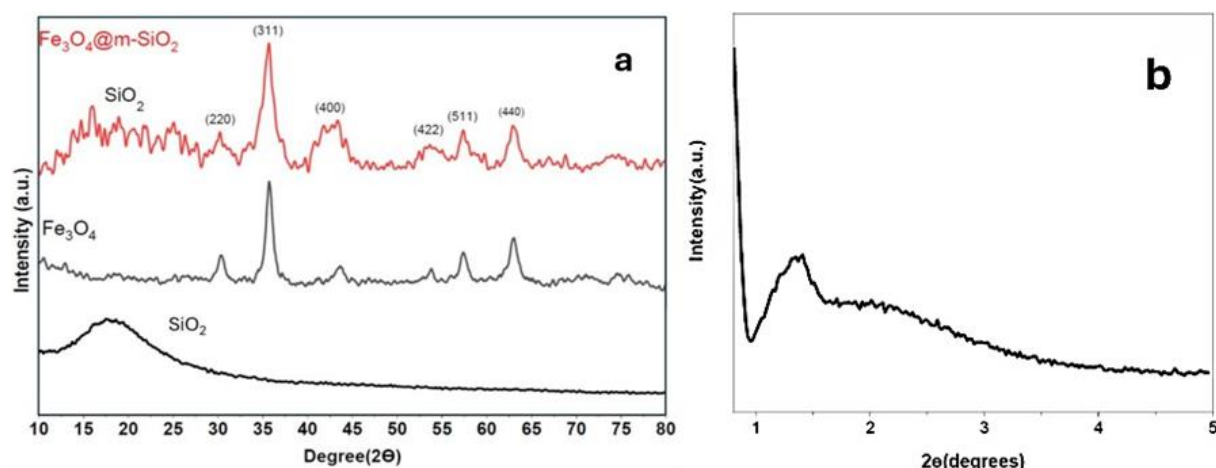 Fe₃O₄@m-SiO₂
(311)
a
SiO₂
(220)
(400)
(422)
(511)
(440)
Fe₃O₄
SiO₂
Intensity (a.u.)
10 15 20 25 30 35 40 45 50 55 60 65 70 75 80
Degree(2Θ)
b
Intensity(a.u.)
1 2 3 4 5
2ɵ(degrees)